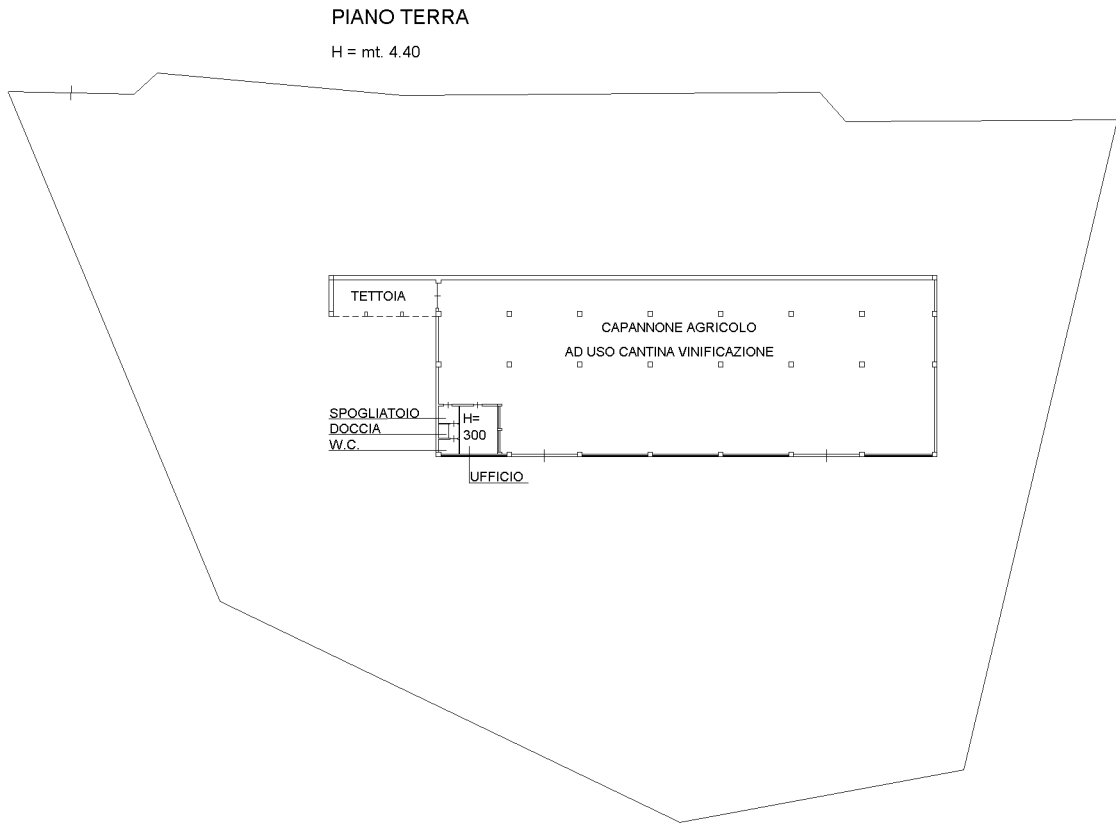 PIANO TERRA
H = mt. 4.40
TETTOIA
CAPANNONE AGRICOLO
AD USO CANTINA VINIFICAZIONE
SPOGLIATOIO
DOCCIA
W.C.
H=
300
UFFICIO